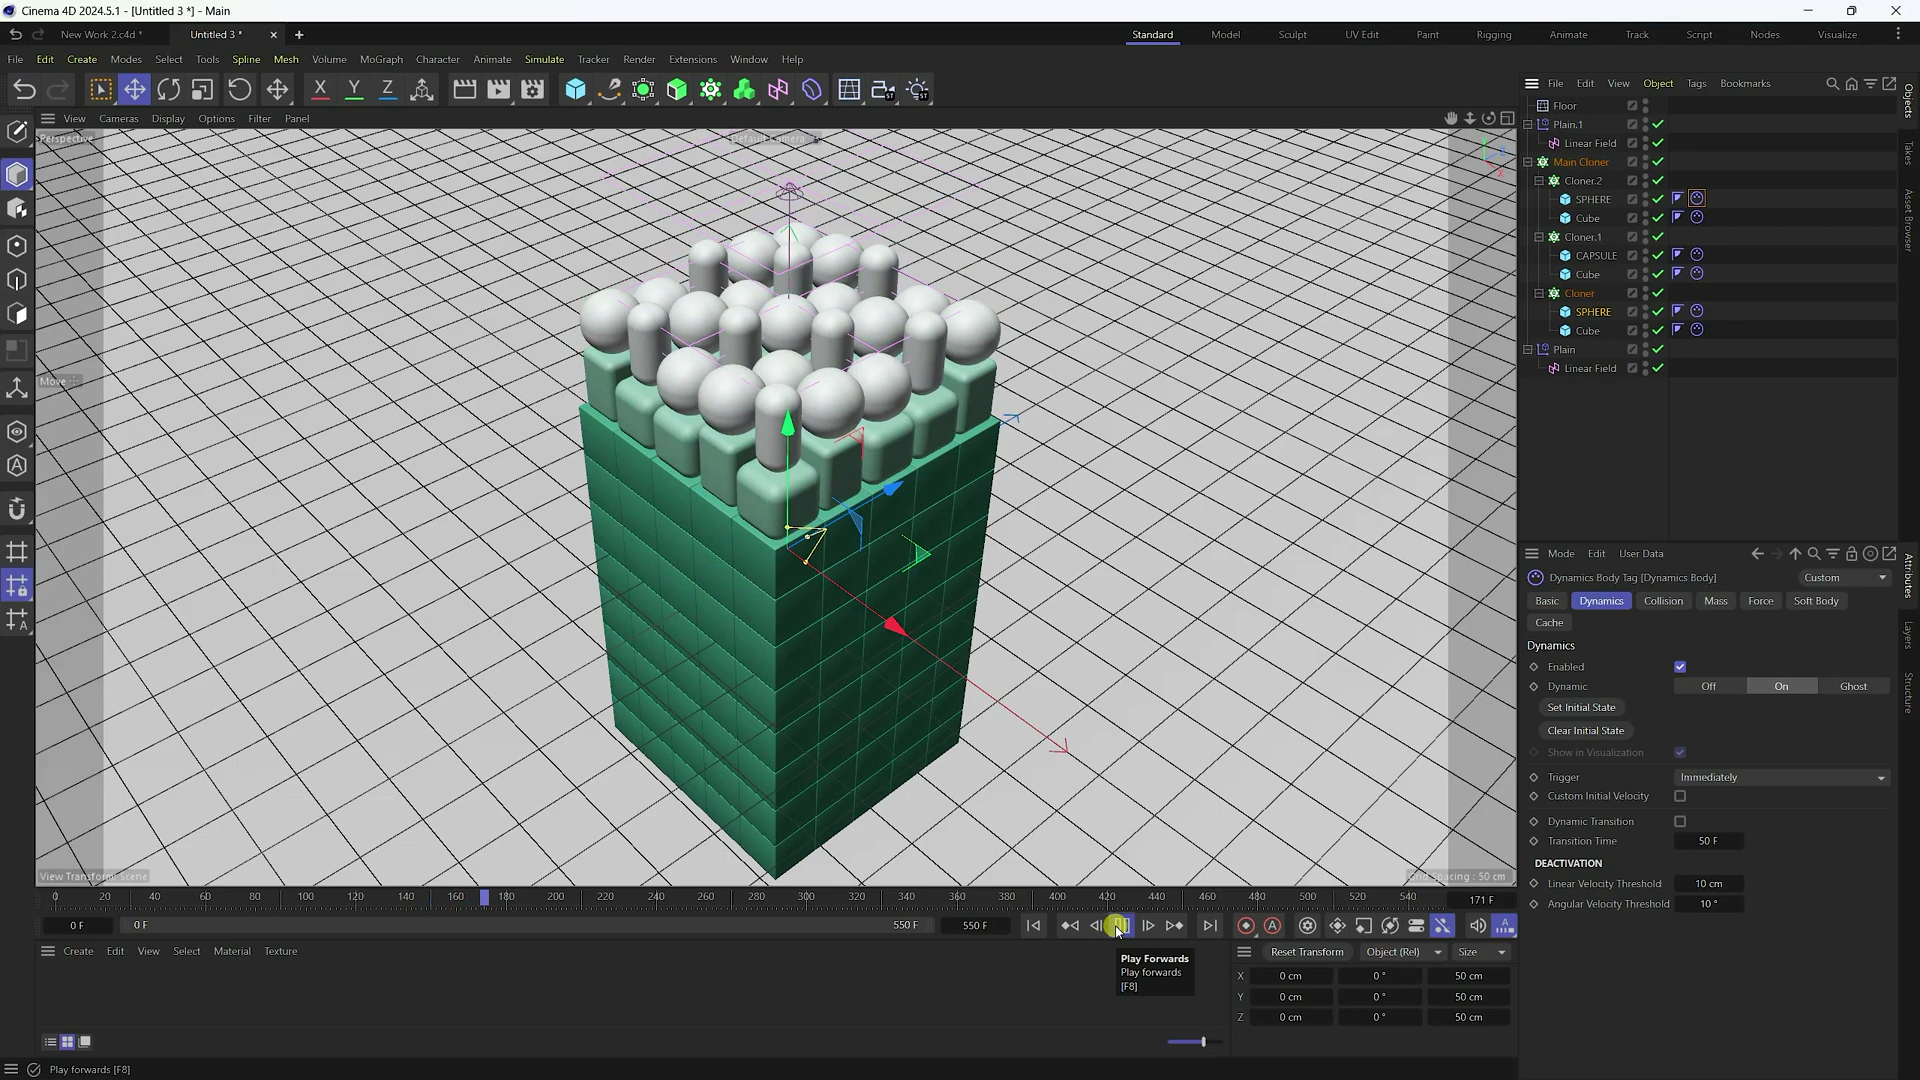 Cinema 4D 2024.5.1 - [Untitled 3 *] - Main
New Work 2.c4d *
Untitled 3 *
Standard
Model
Sculpt
UV Edit
Paint
Rigging
Animate
Track
Script
Nodes
Visualize
File
Edit
Create
Modes
Select
Tools
Spline
Mesh
Volume
MoGraph
Character
Animate
Simulate
Tracker
Render
Extensions
Window
Help
X
Y
Z
View
Cameras
Display
Options
Filter
Panel
Perspective
Default Camera
Move
View Transform: Scene
Grid Spacing : 50 cm
File
Edit
View
Object
Tags
Bookmarks
Floor
Plain.1
Linear Field
Main Cloner
Cloner.2
SPHERE
Cube
Cloner.1
CAPSULE
Cube
Cloner
SPHERE
Cube
Plain
Linear Field
Objects
Takes
Asset Browser
Mode
Edit
User Data
Dynamics Body Tag [Dynamics Body]
Custom
Basic
Dynamics
Collision
Mass
Force
Soft Body
Cache
Dynamics
Enabled
Dynamic
Off
On
Ghost
Set Initial State
Clear Initial State
Show in Visualization
Trigger
Immediately
Custom Initial Velocity
Dynamic Transition
Transition Time
50 F
DEACTIVATION
Linear Velocity Threshold
10 cm
Angular Velocity Threshold
10 °
Attributes
Layers
Structure
0 20 40 60 80 100 120 140 160 180 200 220 240 260 280 300 320 340 360 380 400 420 440 460 480 500 520 540
171 F
0 F
0 F
550 F
550 F
Play Forwards
Play forwards
[F8]
Create
Edit
View
Select
Material
Texture
Reset Transform
Object (Rel)
Size
X 0 cm 0 ° 50 cm
Y 0 cm 0 ° 50 cm
Z 0 cm 0 ° 50 cm
Play forwards [F8]